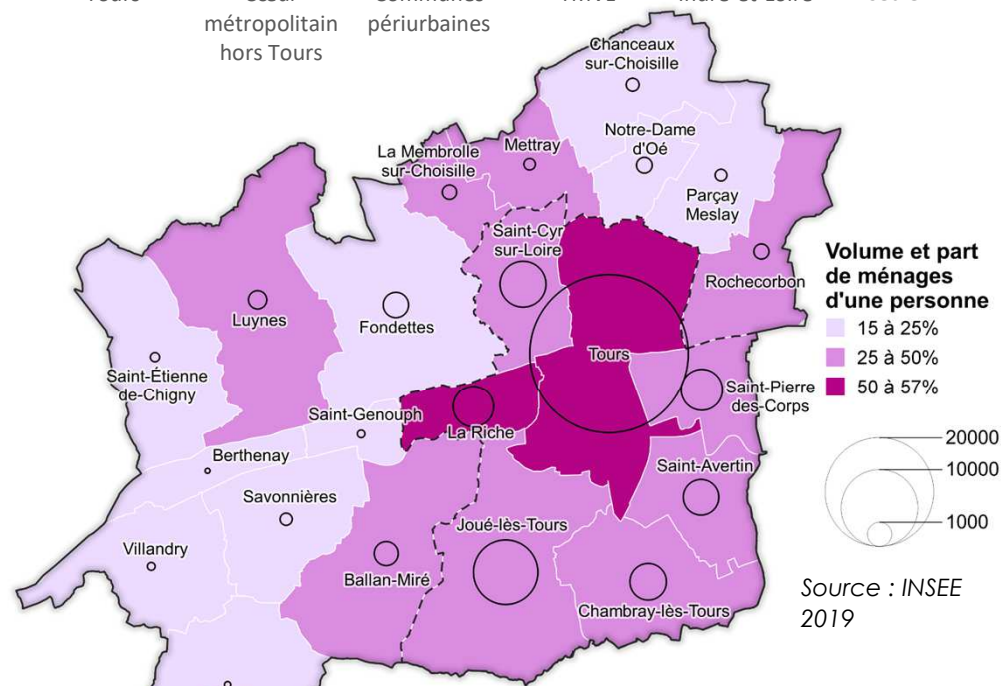 Cœur
métropolitain
hors Tours
communes
périurbaines
Chanceaux
sur-Choisille
Notre-Dame
d'Oé
La Membrolle
sur-Choisille
Mettray
Parçay
Meslay
Saint-Cyr
sur-Loire
Rochecorbon
Luynes
Fondettes
Tours
Saint-Étienne
de-Chigny
Saint-Pierre
des-Corps
Saint-Genouph
La Riche
Berthenay
Saint-Avertin
Savonnières
Joué-lès-Tours
Villandry
Ballan-Miré
Chambray-lès-Tours
Volume et part
de ménages
d'une personne
15 à 25%
25 à 50%
50 à 57%
20000
10000
1000
Source : INSEE
2019